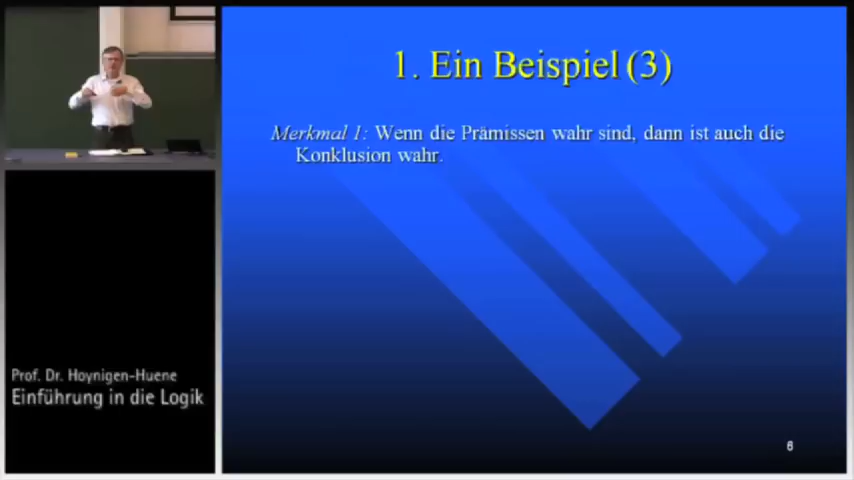 1. Ein Beispiel (3)
Merkmal 1: Wenn die Prämissen wahr sind, dann ist auch die
Konklusion wahr.
Prof. Dr. Hoynigen-Huene
Einführung in die Logik
6